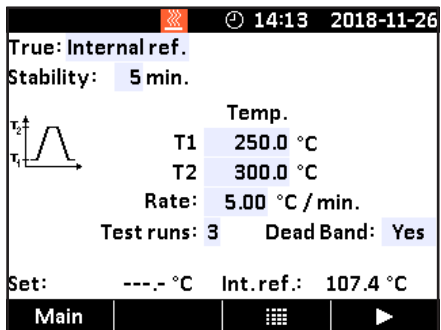 14:13 2018-11-26
True: Internal ref.
Stability: 5 min.
Temp.
T2
T1
T1 250.0 °C
T2 300.0 °C
Rate: 5.00 °C / min.
Test runs: 3 Dead Band: Yes
Set: ---.- °C Int. ref.: 107.4 °C
Main